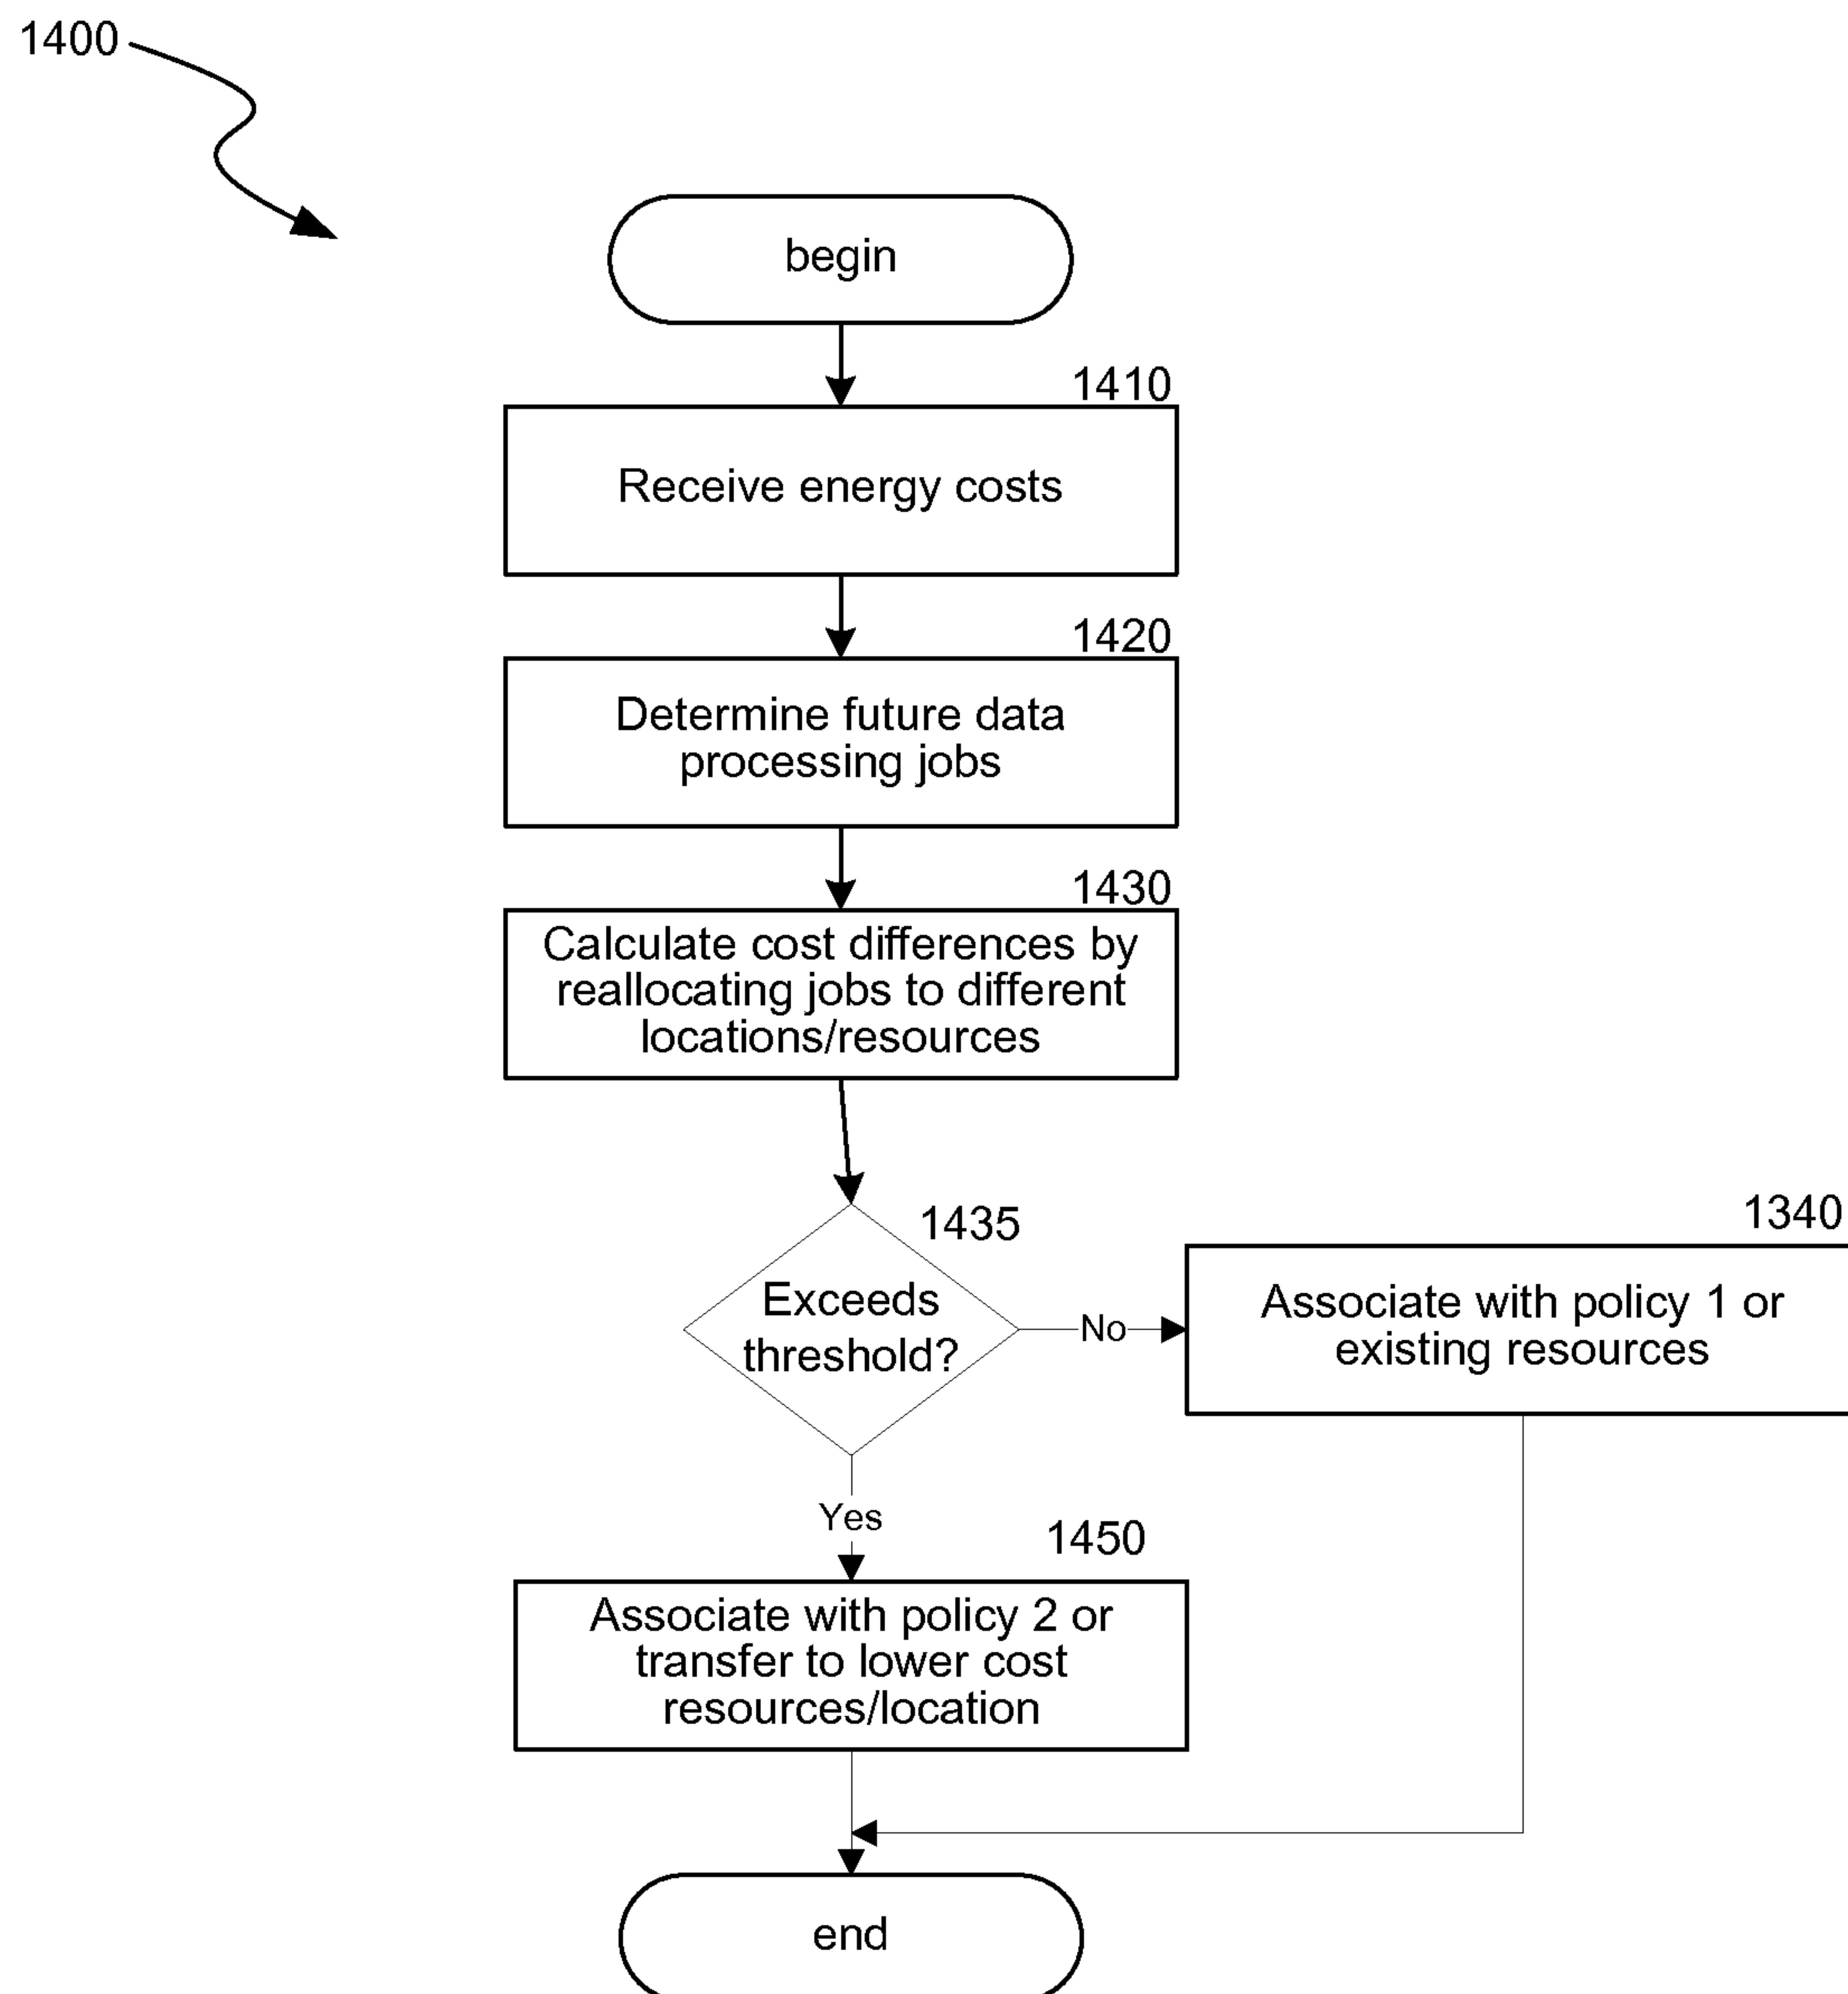 1400
begin
1410
Receive energy costs
1420
Determine future data
processing jobs
1430
Calculate cost differences by
reallocating jobs to different
locations/resources
1435
Exceeds
threshold?
No
1340
Associate with policy 1 or
existing resources
Yes
1450
Associate with policy 2 or
transfer to lower cost
resources/location
end